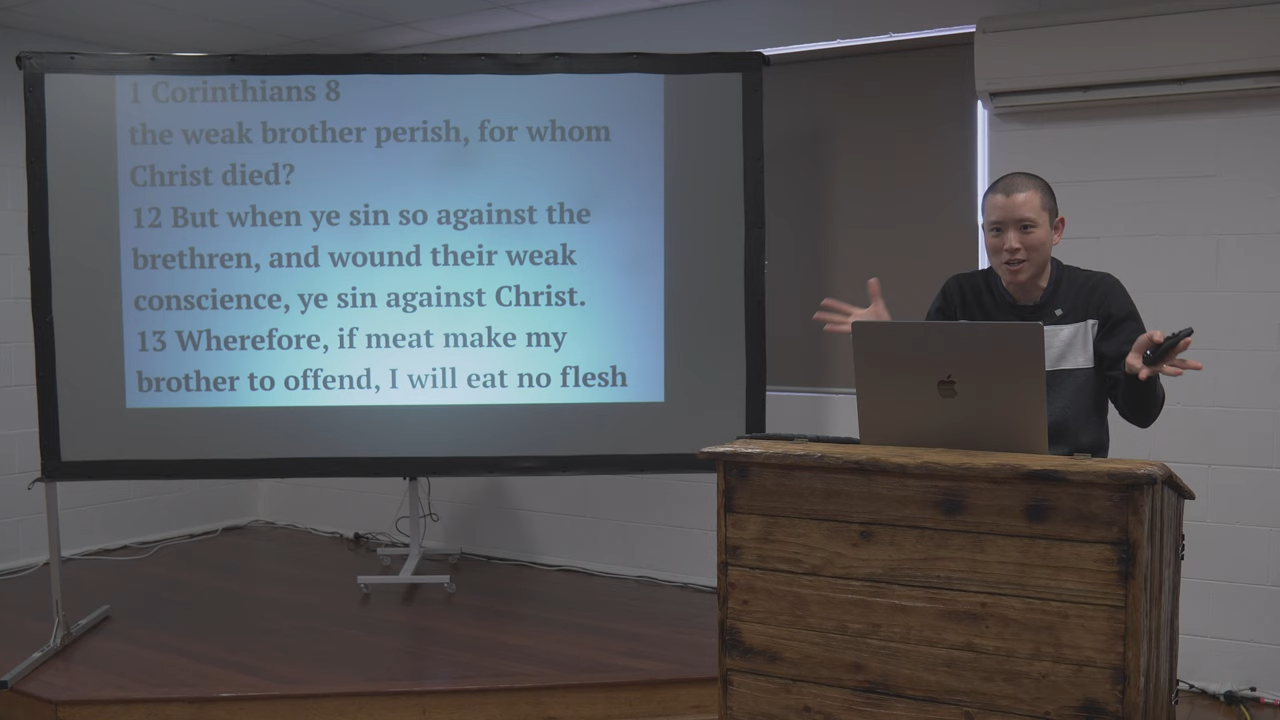 1 Corinthians 8
the weak brother perish, for whom
Christ died?
12 But when ye sin so against the
brethren, and wound their weak
conscience, ye sin against Christ.
13 Wherefore, if meat make my
brother to offend, I will eat no flesh